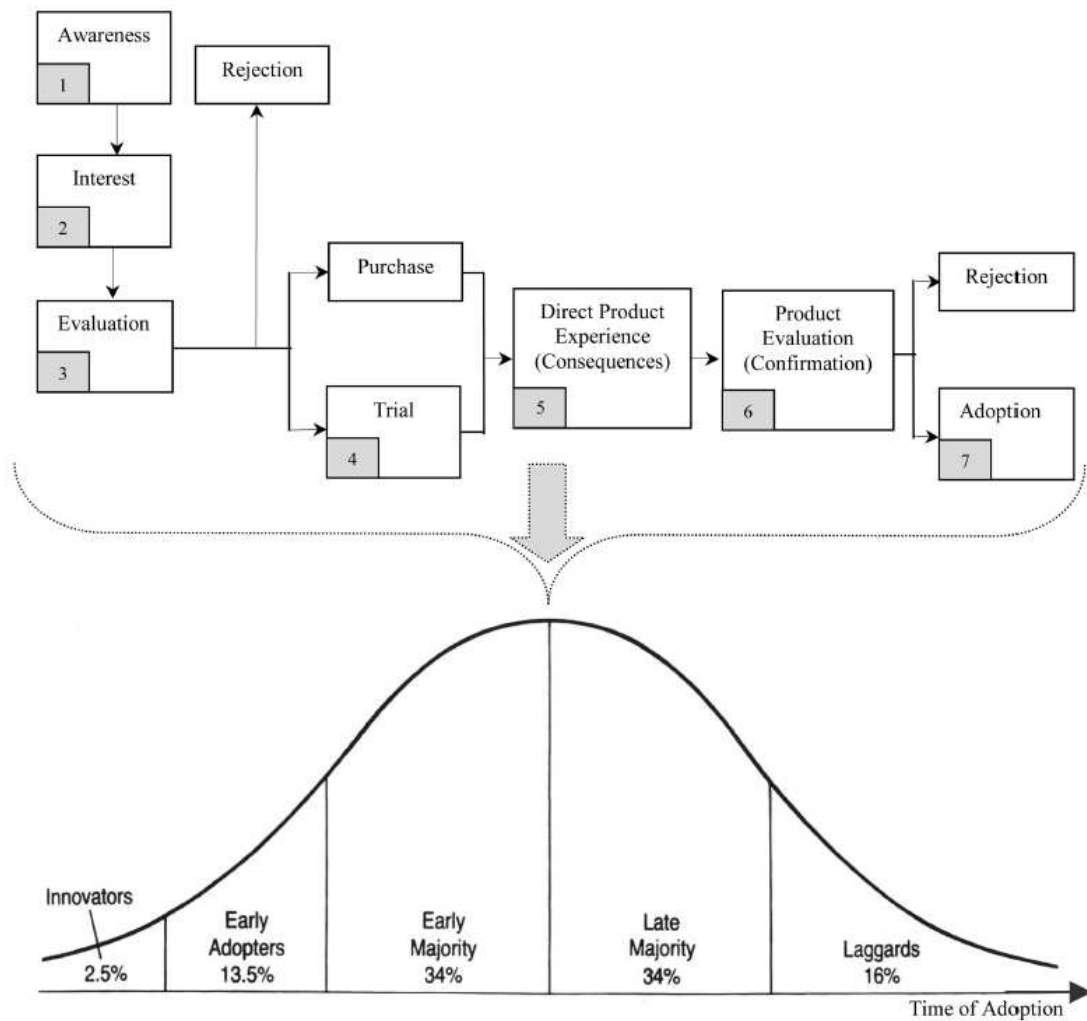 Awareness
1
Rejection
Interest
2
Evaluation
3
Purchase
Trial
4
Direct Product
Experience
(Consequences)
5
Product
Evaluation
(Confirmation)
6
Rejection
Adoption
7
Innovators
2.5%
Early
Adopters
13.5%
Early
Majority
34%
Late
Majority
34%
Laggards
16%
Time of Adoption